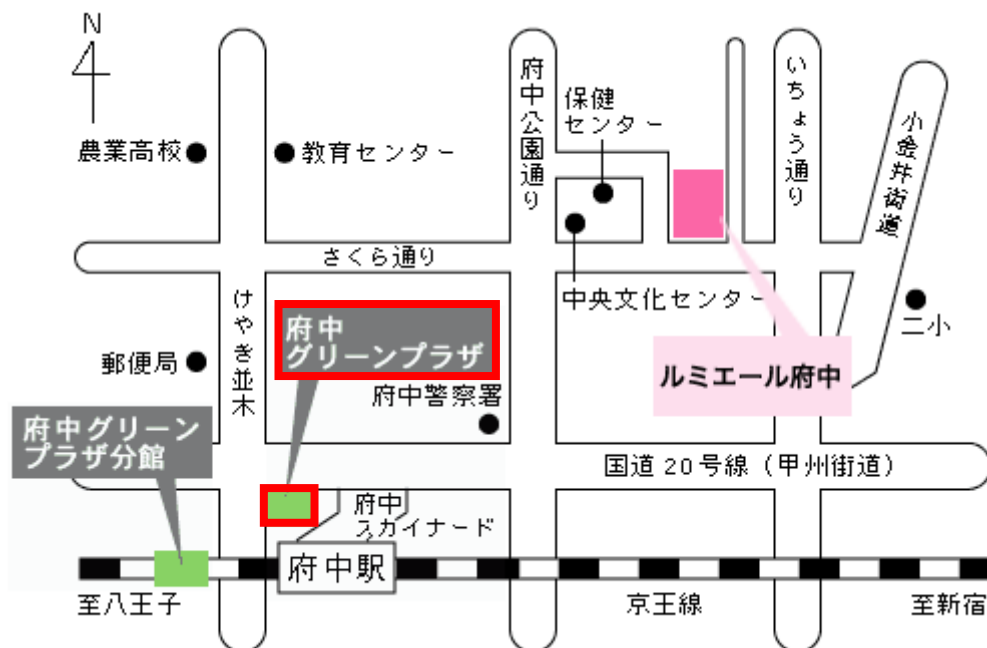 N
農業高校
教育センター
府中公園通り
保健
センター
いちょう通り
小金井街道
さくら通り
中央文化センター
けやき並木
府中
グリーンプラザ
二小
郵便局
府中警察署
ルミエール府中
府中グリーン
プラザ分館
国道20号線（甲州街道）
府中
スカイナード
府中駅
至八王子
京王線
至新宿